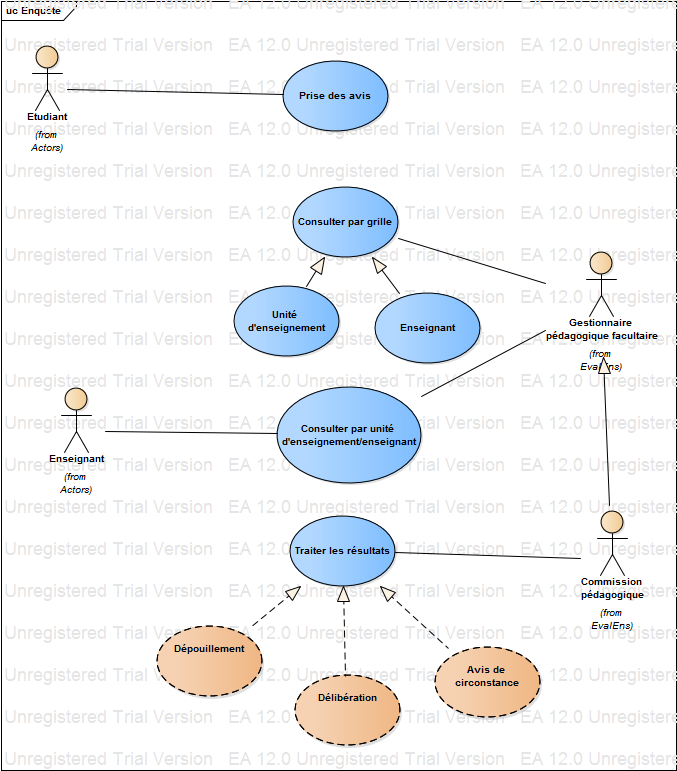 uc Enquête
Unregistered Trial Version EA 12.0 Unregistered Trial Version EA 12.0 Unregistere
Etudiant
(from
Actors)
Prise des avis
Consulter par grille
Unité
d'enseignement
Enseignant
Gestionnaire
pédagogique facultaire
(from
EvalEns)
Enseignant
(from
Actors)
Consulter par unité
d'enseignement/enseignant
Traiter les résultats
Commission
pédagogique
(from
EvalEns)
Dépouillement
Délibération
Avis de
circonstance